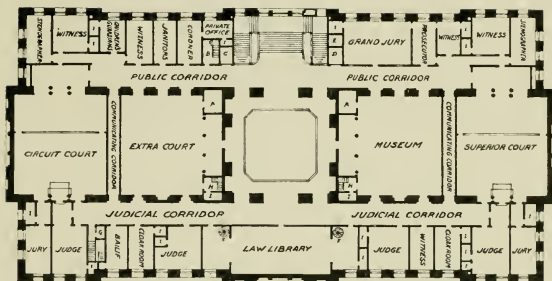 STENOGRAPHER
WITNESS
WITNESS
JANITORS
CORONER
PRIVATE OFFICE
B
C
E
D
GRAND JURY
PROSECUTOR
WITNESS
WITNESS
STENOGRAPHER
PUBLIC CORRIDOR
PUBLIC CORRIDOR
A
A
CIRCUIT COURT
COMMUNICATING CORRIDOR
EXTRA COURT
MUSEUM
COMMUNICATING CORRIDOR
SUPERIOR COURT
H
I
H
I
JUDICIAL CORRIDOR
JUDICIAL CORRIDOR
JURY
JUDGE
G
BALIF
CLOAK ROOM
JUDGE
LAW LIBRARY
JUDGE
WITNESS
CLOAK ROOM
JUDGE
JURY